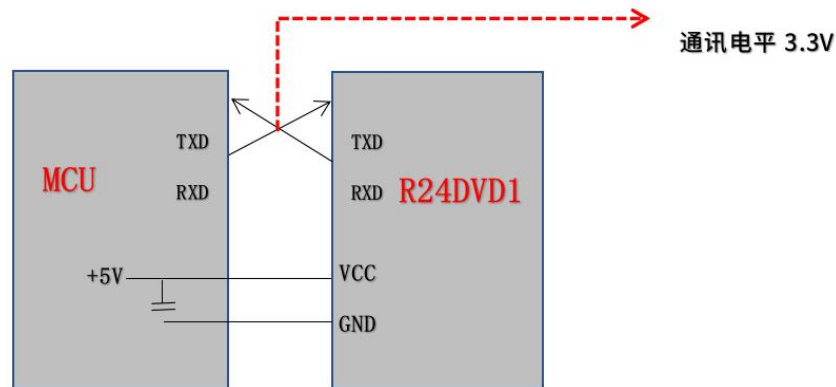 通讯电平 3.3V
TXD
TXD
MCU
RXD
RXD
R24DVD1
+5V
VCC
GND